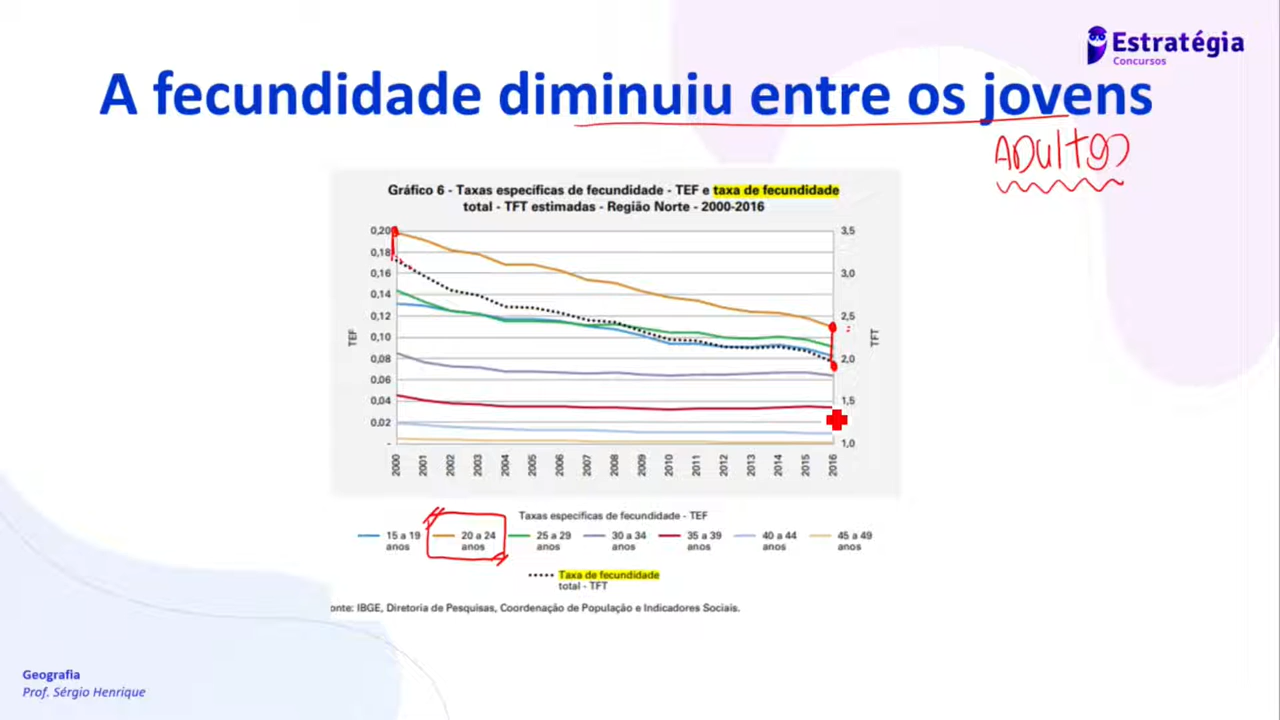 Estratégia
Concursos
A fecundidade diminuiu entre os jovens
ADULTOS
Gráfico 6 - Taxas específicas de fecundidade - TEF e taxa de fecundidade
total - TFT estimadas - Região Norte - 2000-2016
0,20 3,5
0,18
0,16 3,0
0,14
0,12 2,5
0,10
0,08 2,0
0,06
0,04 1,5
0,02
- 1,0
TEF
TFT
2000 2001 2002 2003 2004 2005 2006 2007 2008 2009 2010 2011 2012 2013 2014 2015 2016
Taxas específicas de fecundidade - TEF
15 a 19 20 a 24 25 a 29 30 a 34 35 a 39 40 a 44 45 a 49
anos anos anos anos anos anos anos
Taxa de fecundidade
total - TFT
onte: IBGE, Diretoria de Pesquisas, Coordenação de População e Indicadores Sociais.
Geografia
Prof. Sérgio Henrique